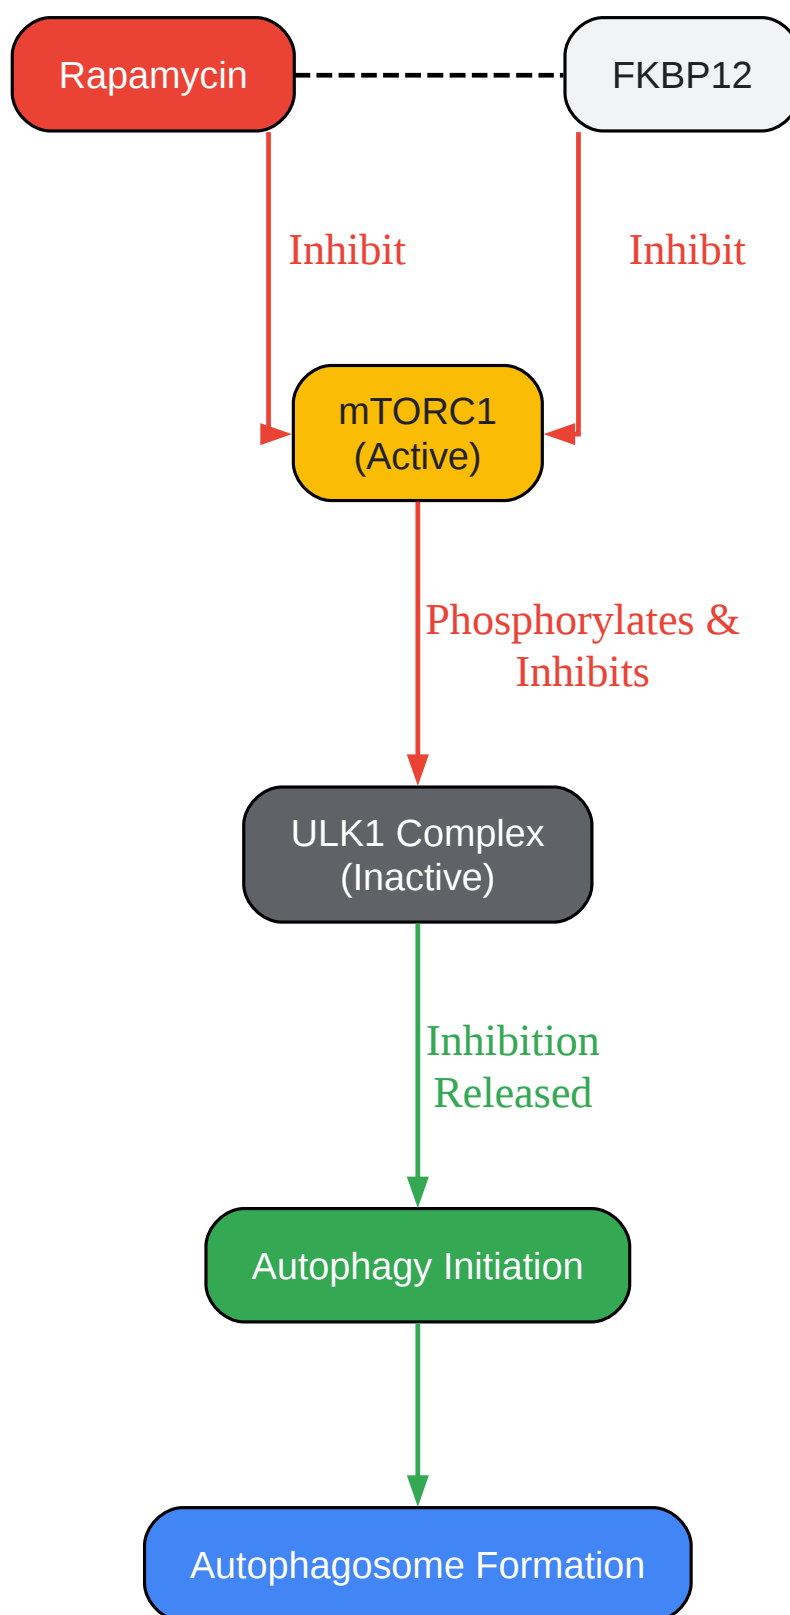 Rapamycin
FKBP12
Inhibit
Inhibit
mTORC1
(Active)
Phosphorylates &
Inhibits
ULK1 Complex
(Inactive)
Inhibition
Released
Autophagy Initiation
Autophagosome Formation